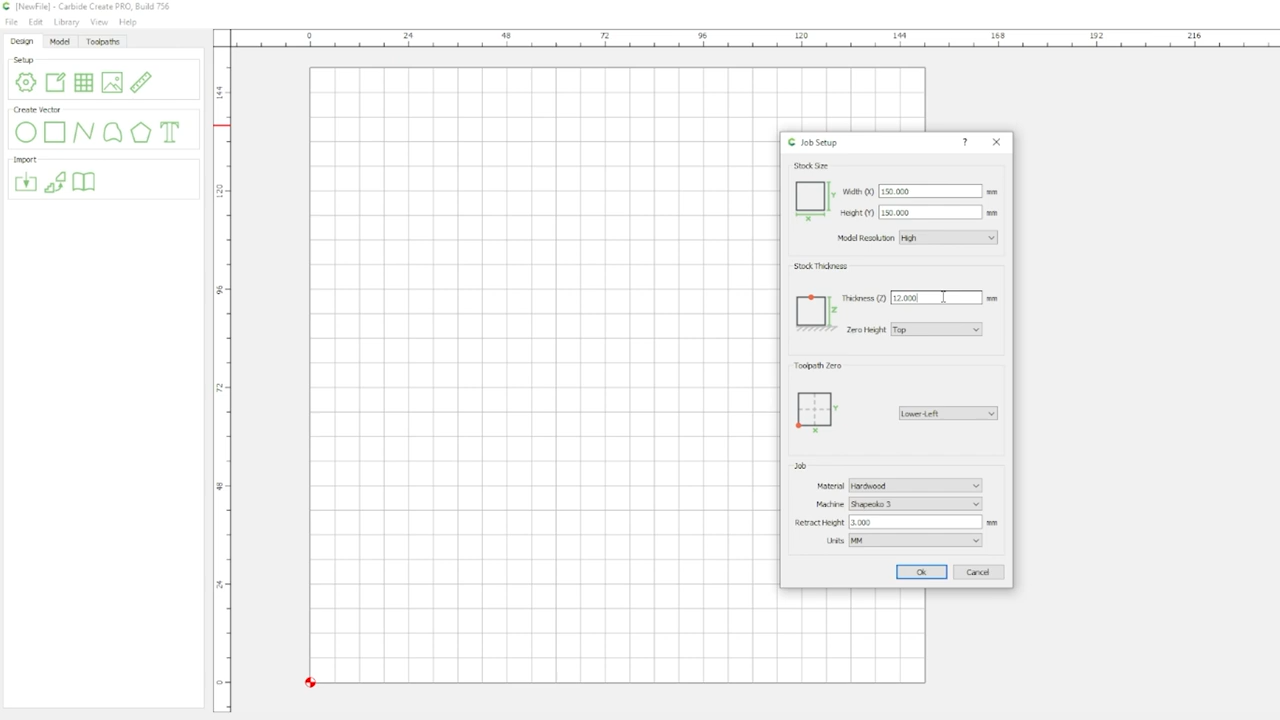 [NewFile] - Carbide Create PRO, Build 756
File Edit Library View Help
Design Model Toolpaths
Setup
Create Vector
Import
0 24 48 72 96 120 144 168 192 216
144
120
96
72
48
24
0
Job Setup ?
Stock Size
Y
X
Width (X) 150.000 mm
Height (Y) 150.000 mm
Model Resolution High
Stock Thickness
Z
Thickness (Z) 12.000 mm
Zero Height Top
Toolpath Zero
Y
X
Lower-Left
Job
Material Hardwood
Machine Shapeoko 3
Retract Height 3.000 mm
Units MM
Ok Cancel